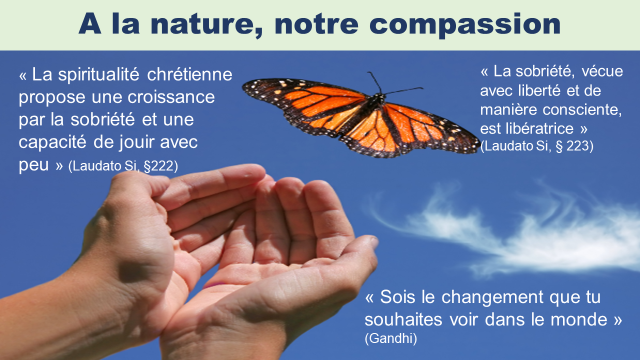 A la nature, notre compassion
« La spiritualité chrétienne
propose une croissance
par la sobriété et une
capacité de jouir avec
peu » (Laudato Si, §222)
« La sobriété, vécue
avec liberté et de
manière consciente,
est libératrice »
(Laudato Si, § 223)
« Sois le changement que tu
souhaites voir dans le monde »
(Gandhi)